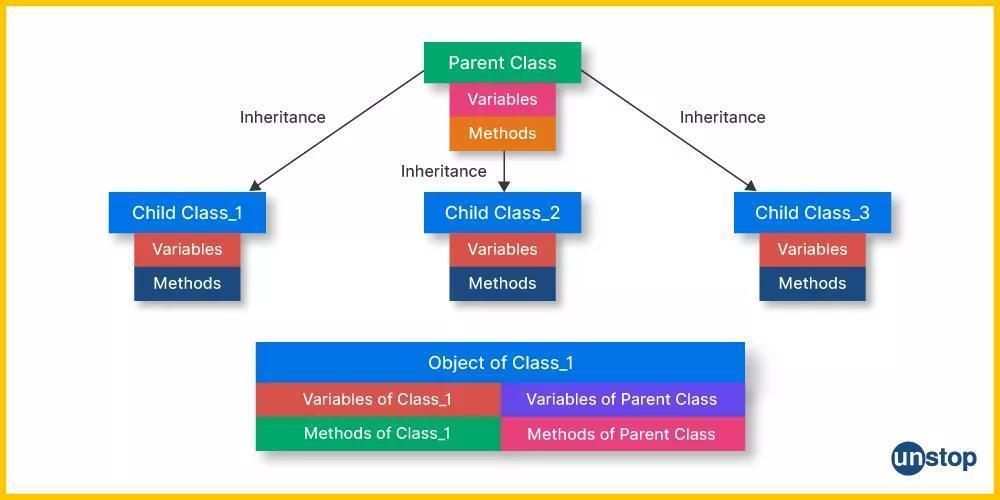 Parent Class
Variables
Methods
Inheritance
Inheritance
Inheritance
Child Class_1
Variables
Methods
Child Class_2
Variables
Methods
Child Class_3
Variables
Methods
Object of Class_1
Variables of Class_1
Variables of Parent Class
Methods of Class_1
Methods of Parent Class
unstop